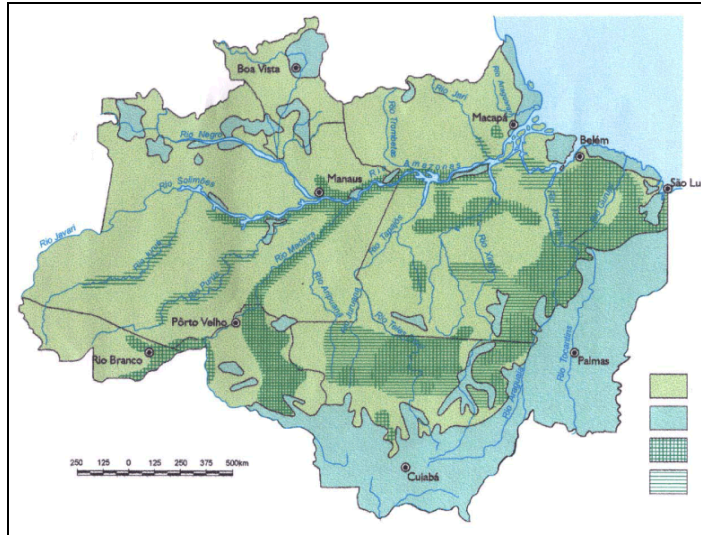 Boa Vista
Rio Jari
Rio Trombetas
Macapá
Rio Negro
Belém
Rio Amazonas
São Lu
Manaus
Rio Solimões
Rio Javari
Rio Madeira
Rio Tapajós
Rio Xingu
Rio Purus
Pôrto Velho
Rio Branco
Palmas
Rio Tocantins
Rio Araguaia
250 125 0 125 250 375 500km
Cuiabá